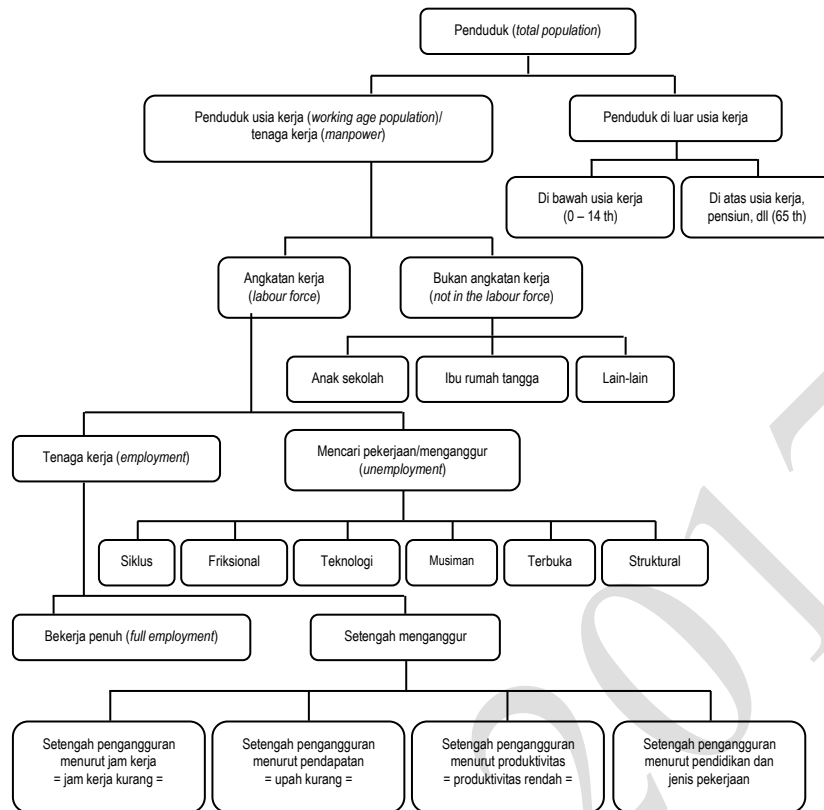 Penduduk (total population)
Penduduk usia kerja (working age population)/
tenaga kerja (manpower)
Penduduk di luar usia kerja
Di bawah usia kerja
(0 – 14 th)
Di atas usia kerja,
pensiun, dll (65 th)
Angkatan kerja
(labour force)
Bukan angkatan kerja
(not in the labour force)
Anak sekolah
Ibu rumah tangga
Lain-lain
Tenaga kerja (employment)
Mencari pekerjaan/menganggur
(unemployment)
Siklus
Friksional
Teknologi
Musiman
Terbuka
Struktural
Bekerja penuh (full employment)
Setengah menganggur
Setengah pengangguran
menurut jam kerja
= jam kerja kurang =
Setengah pengangguran
menurut pendapatan
= upah kurang =
Setengah pengangguran
menurut produktivitas
= produktivitas rendah =
Setengah pengangguran
menurut pendidikan dan
jenis pekerjaan
201